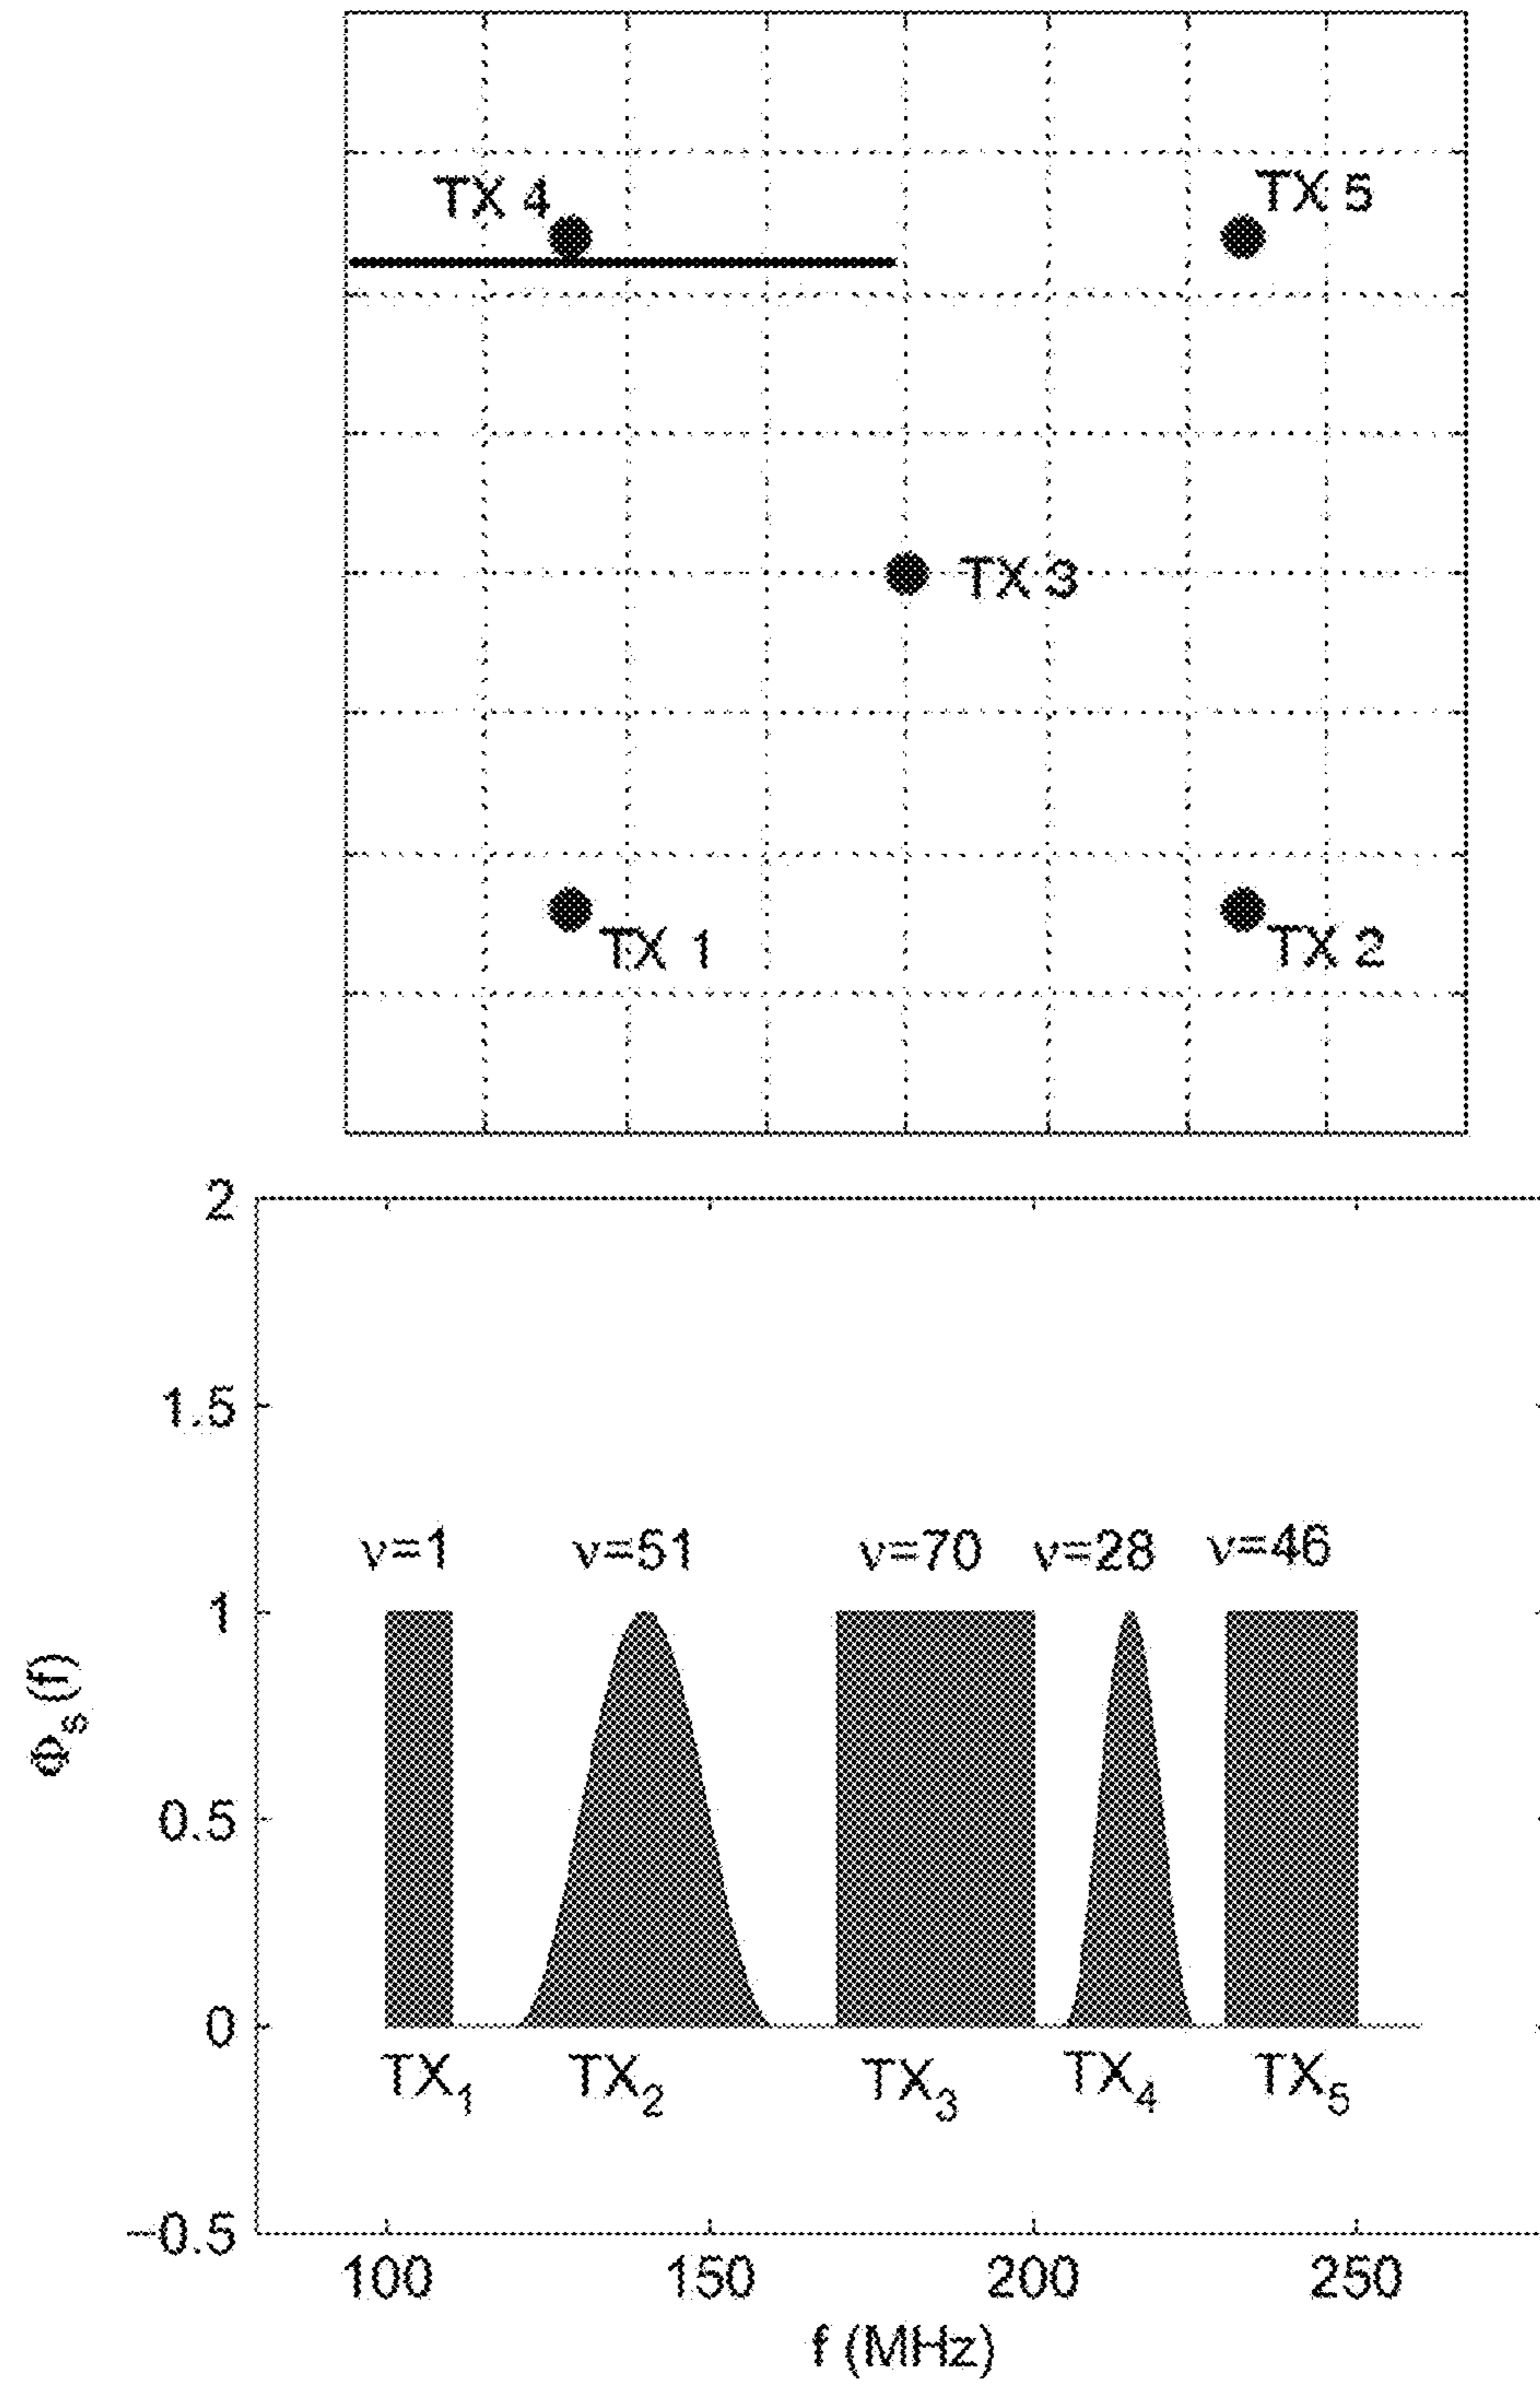 TX 4
TX 5
TX 3
TX 1
TX 2
2
1.5
ν=1 ν=51 ν=70 ν=28 ν=46
1
Φs(f)
0.5
0
TX1 TX2 TX3 TX4 TX5
−0.5
100 150 200 250
f (MHz)